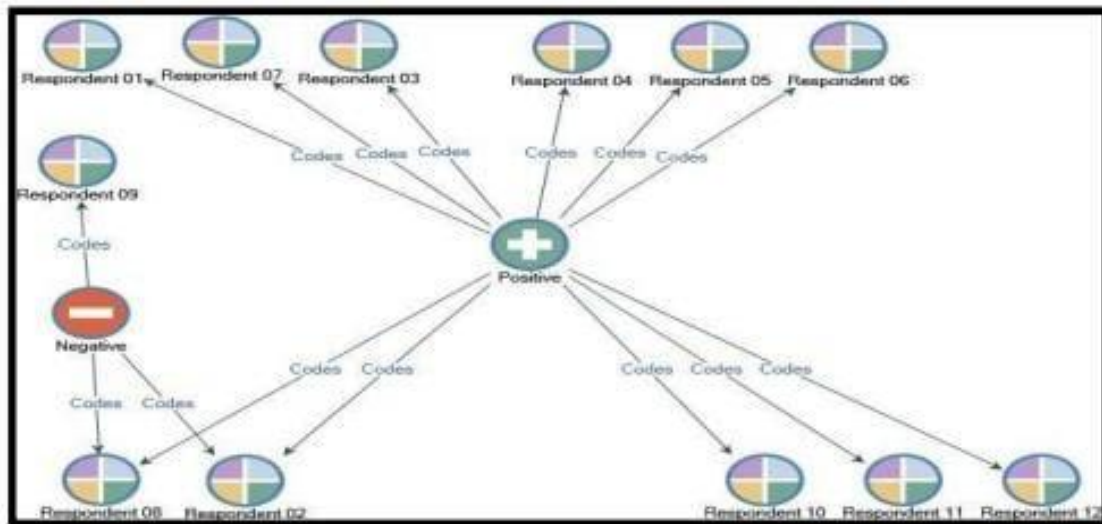 Respondent 01
Respondent 07
Respondent 03
Respondent 04
Respondent 05
Respondent 06
Codes
Codes
Codes
Codes
Codes
Codes
Respondent 09
Codes
Positive
Negative
Codes
Codes
Codes
Codes
Codes
Codes
Codes
Respondent 08
Respondent 02
Respondent 10
Respondent 11
Respondent 12